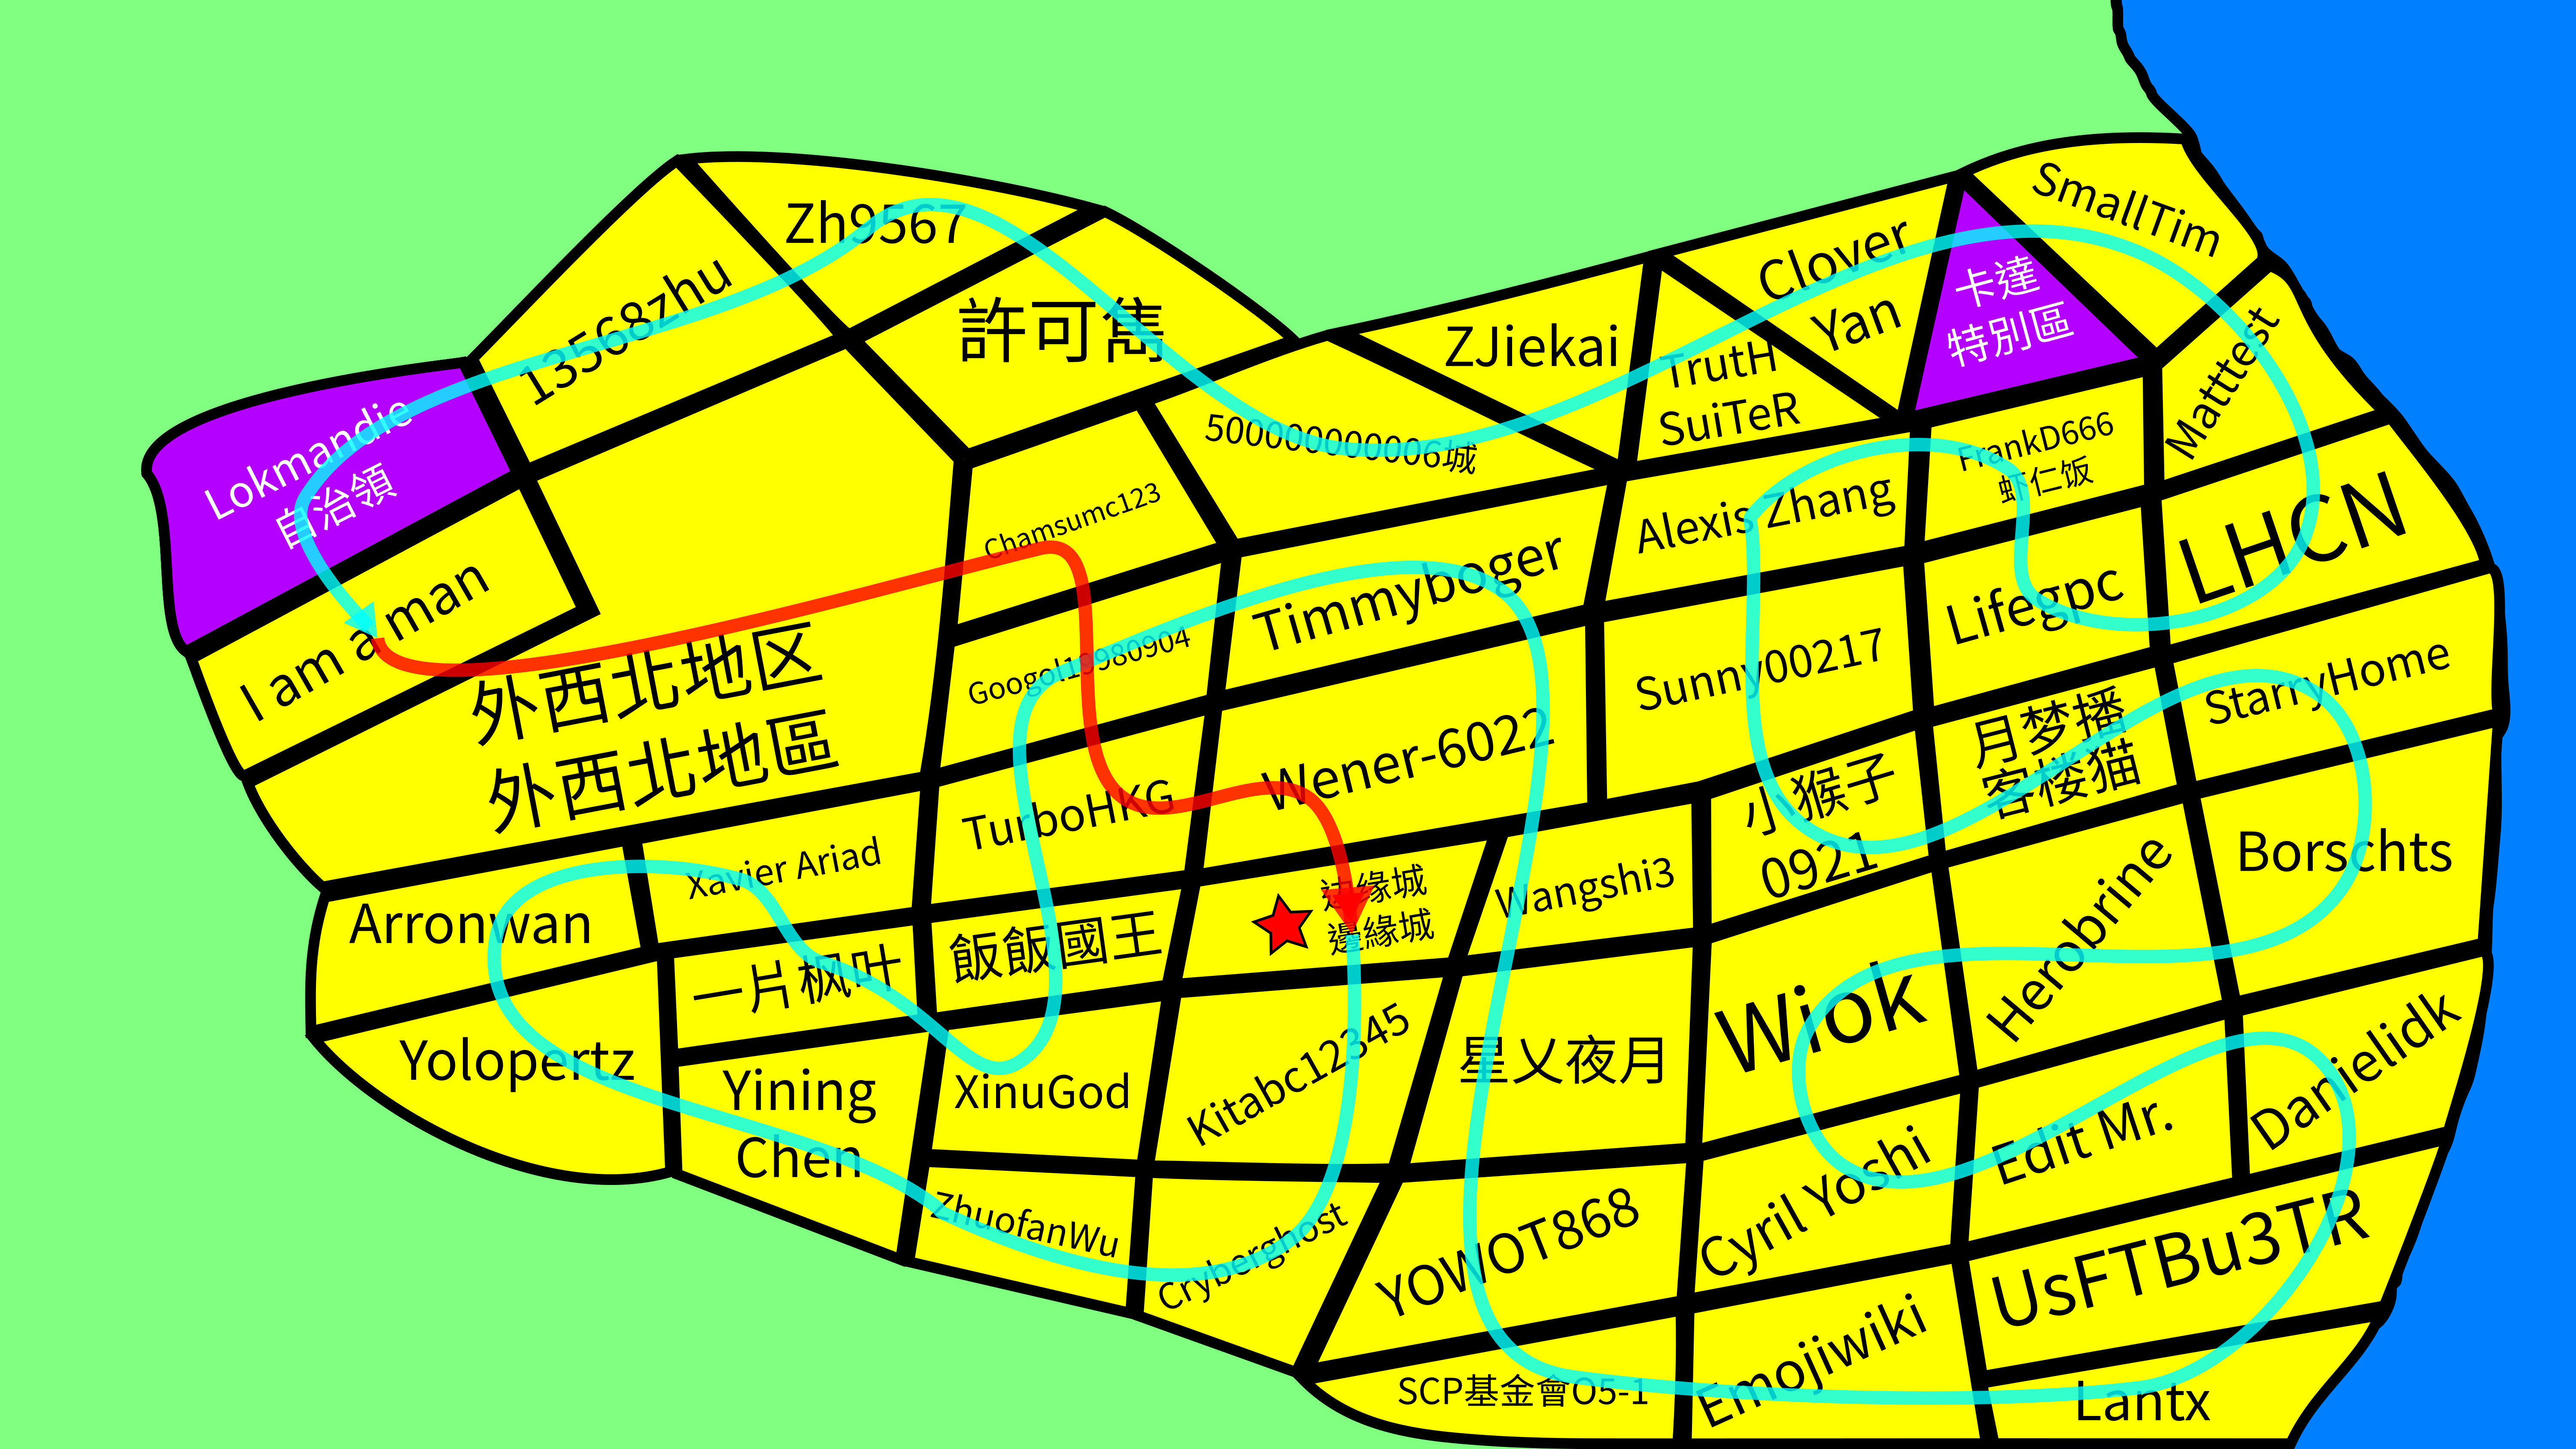 SmallTim
Zh9567
Clover
Yan
13568zhu
許可雋
卡達
特別區
ZJiekai
TrutH
SuiTeR
Matttest
Lokmandie
自治領
500000000006城
FrankD666
虾仁饭
Chamsumc123
Alexis Zhang
LHCN
I am a man
Timmyboger
Lifegpc
Googol19980904
Sunny00217
StarryHome
外西北地区
外西北地區
月梦播
客楼猫
Wener-6022
TurboHKG
小猴子
0921
Borschts
Xavier Ariad
边缘城
邊緣城
Wangshi3
Arronwan
一片枫叶
飯飯國王
Herobrine
Wiok
Yolopertz
Yining
Chen
XinuGod
Kitabc12345
星乂夜月
Danielidk
Edit Mr.
Cyril Yoshi
ZhuofanWu
Cryberghost
YOWOT868
UsFTBu3TR
SCP基金會O5-1
Emojiwiki
Lantx